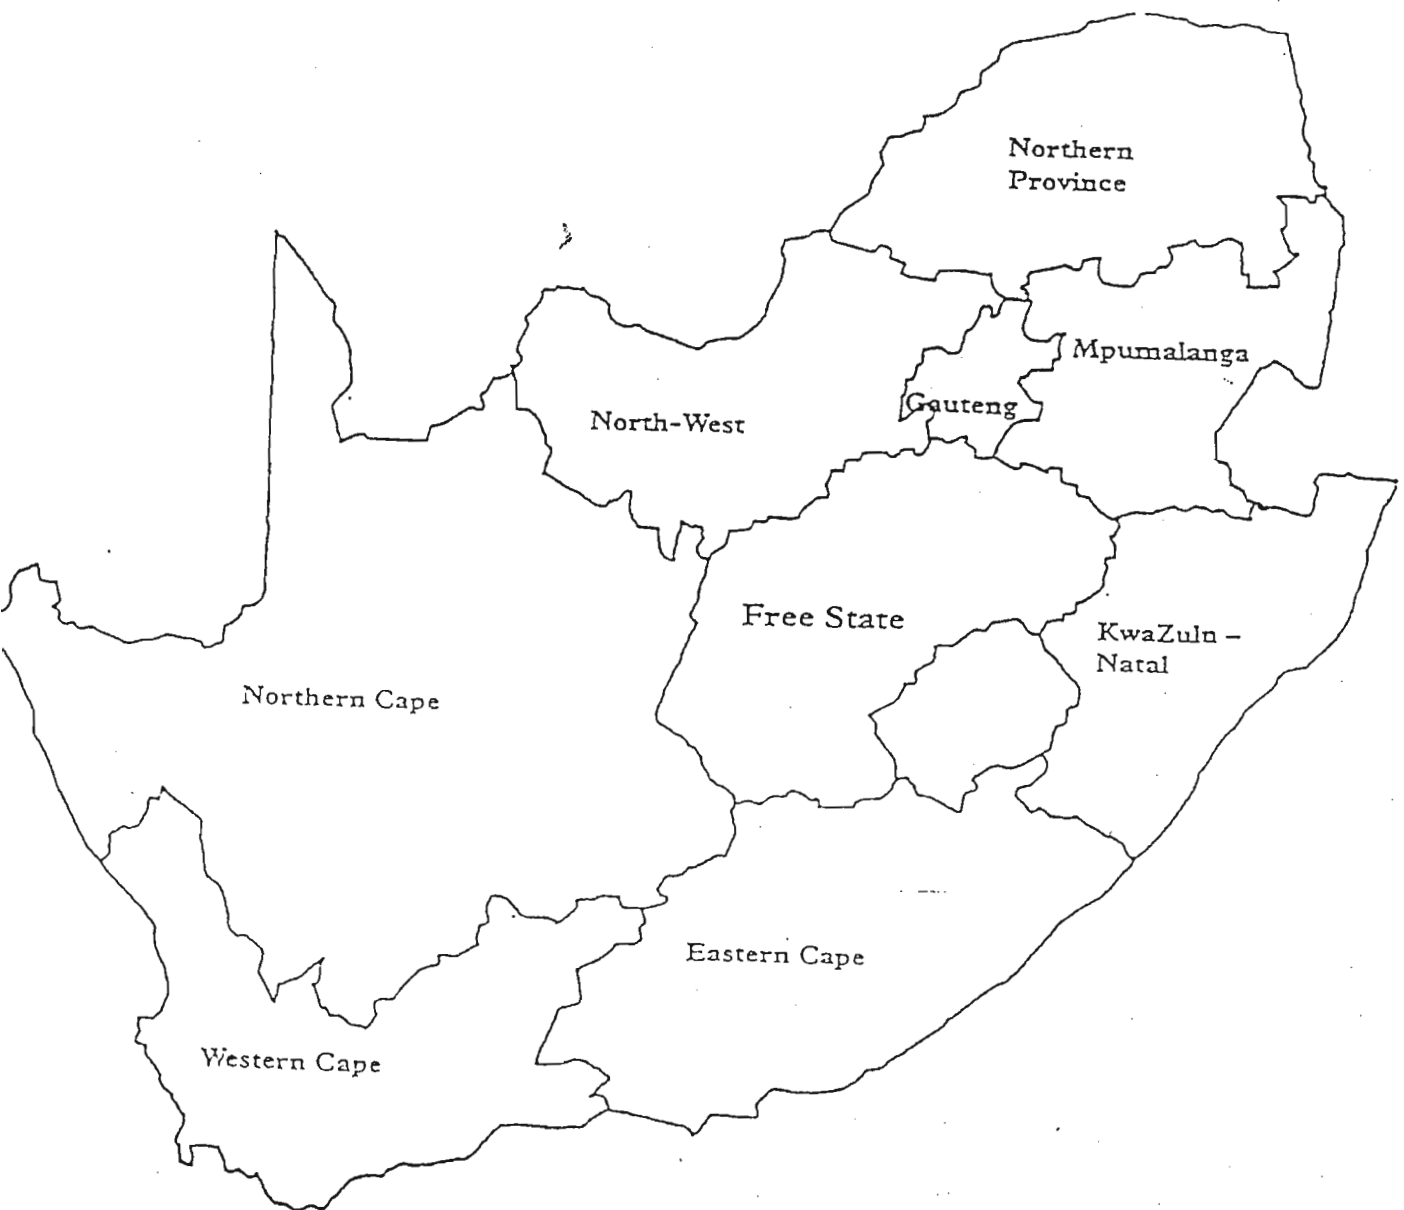 Northern
Province
Mpumalanga
Gauteng
North-West
Free State
KwaZuln –
Natal
Northern Cape
Eastern Cape
Western Cape